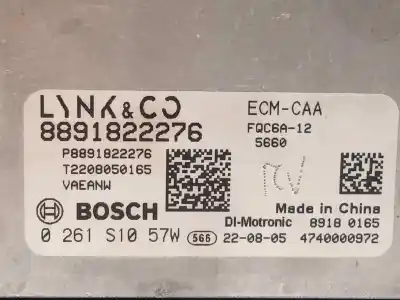 LYNK & CO
ECM-CAA
8891822276
FQC6A-12
5660
P8891822276
T2208050165
VAEANW
BOSCH
Made in China
DI-Motronic
8918 0165
0 261 S10 57W
566
22-08-05
4740000972